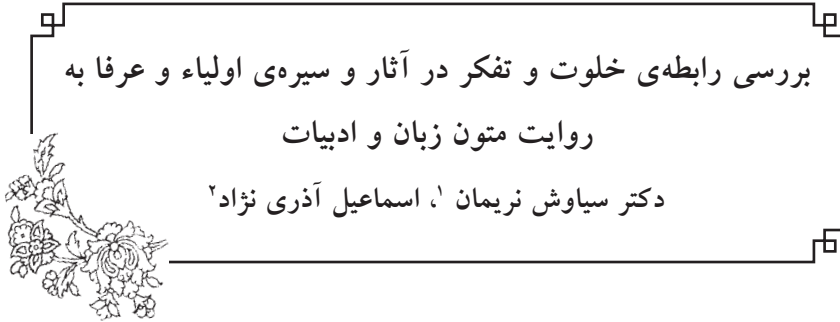 بررسی رابطه‌ی خلوت و تفکر در آثار و سیره‌ی اولیاء و عرفا به
روایت متون زبان و ادبیات
دکتر سیاوش نریمان ۱، اسماعیل آذری نژاد۲